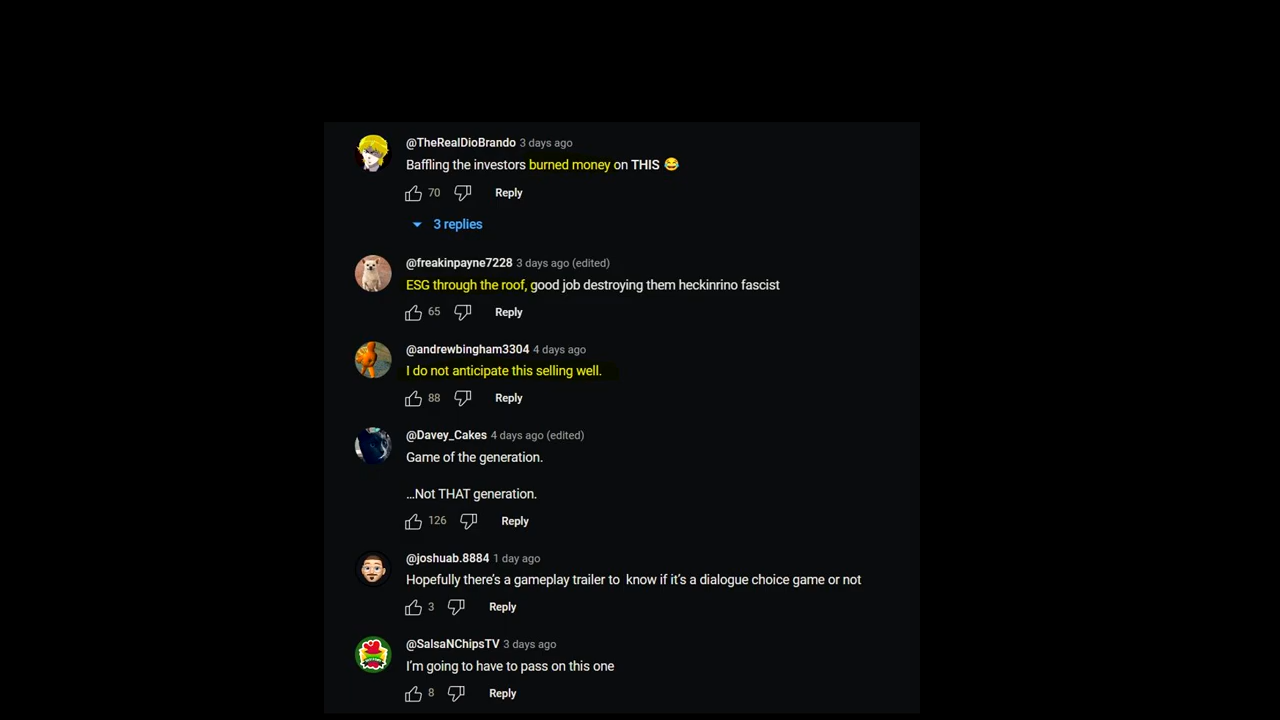 @TheRealDioBrando 3 days ago
Baffling the investors burned money on THIS 😂
70 Reply
3 replies
@freakinpayne7228 3 days ago (edited)
ESG through the roof, good job destroying them heckinrino fascist
65 Reply
@andrewbingham3304 4 days ago
I do not anticipate this selling well.
88 Reply
@Davey_Cakes 4 days ago (edited)
Game of the generation.
...Not THAT generation.
126 Reply
@joshuab.8884 1 day ago
Hopefully there's a gameplay trailer to know if it's a dialogue choice game or not
3 Reply
@SalsaNChipsTV 3 days ago
I'm going to have to pass on this one
8 Reply